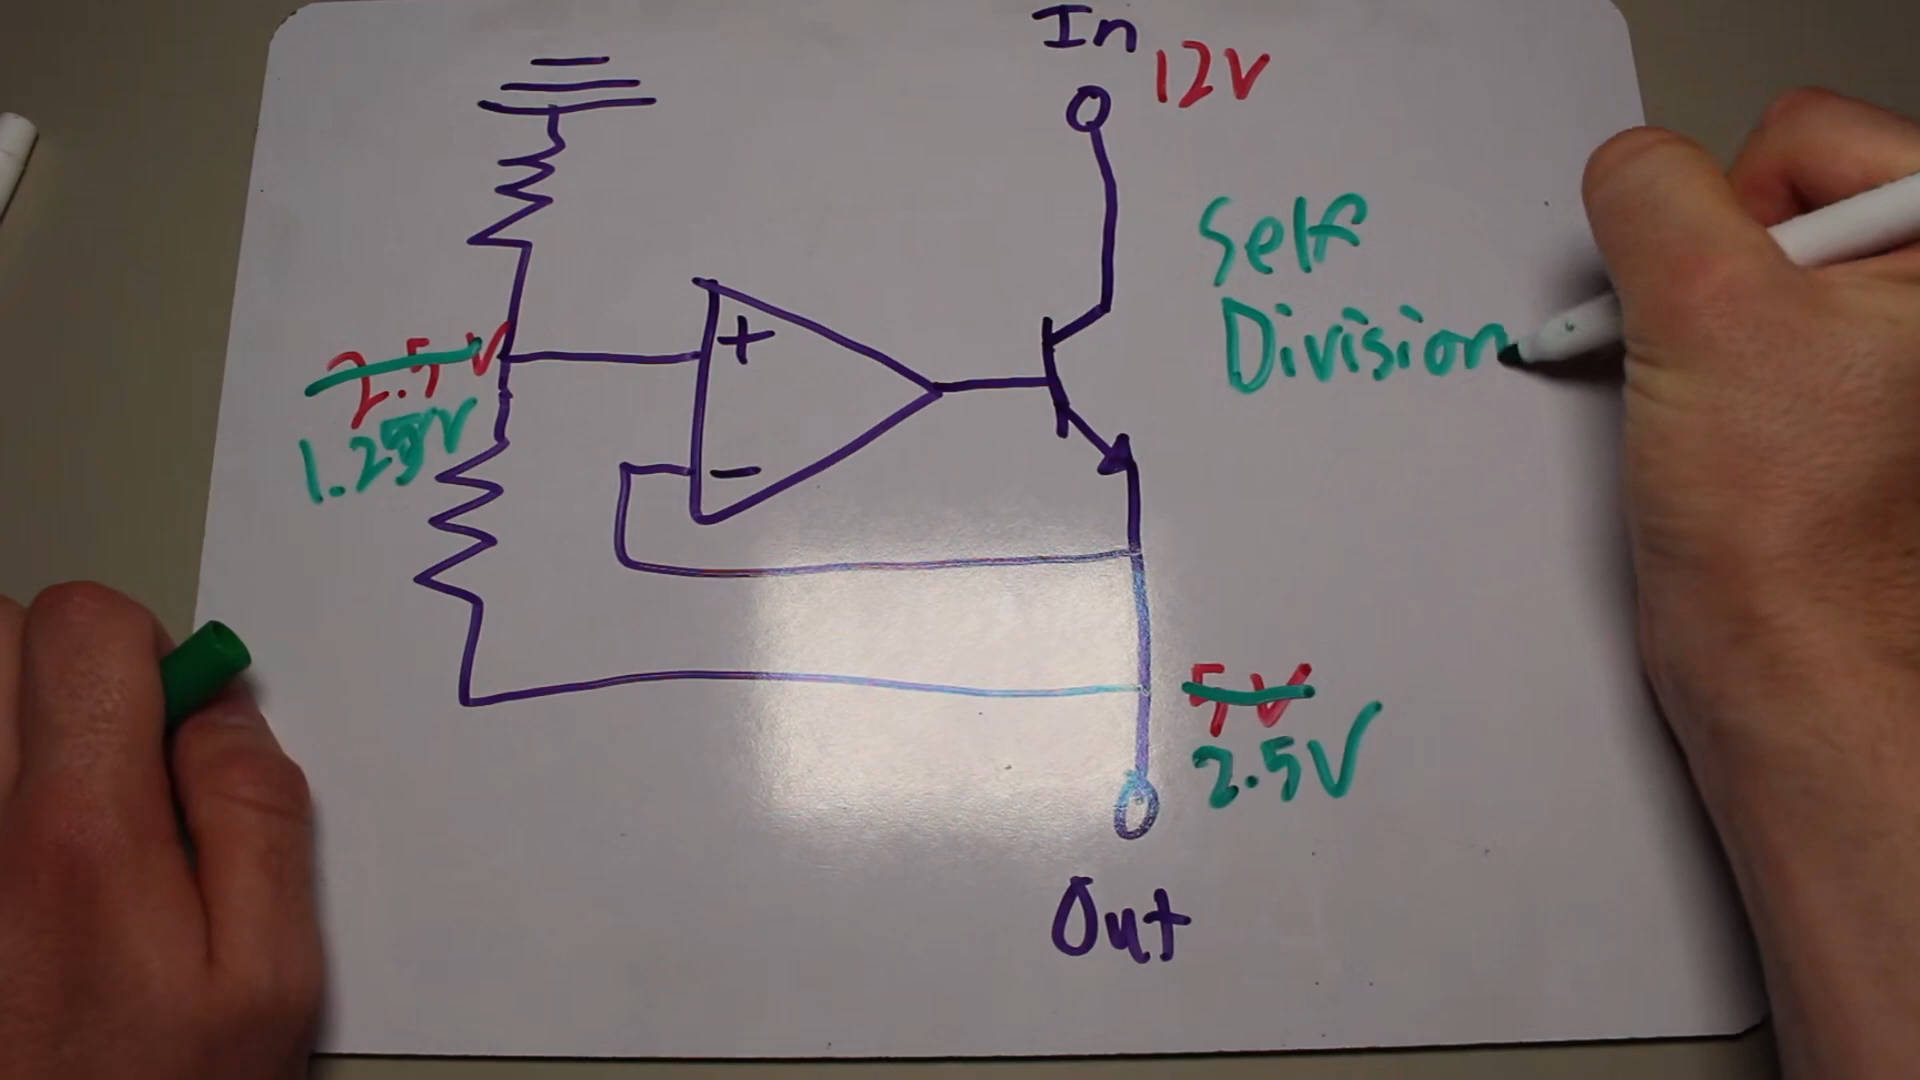 In
12V
Self
Division
+
2.5V
1.25V
-
5V
2.5V
Out